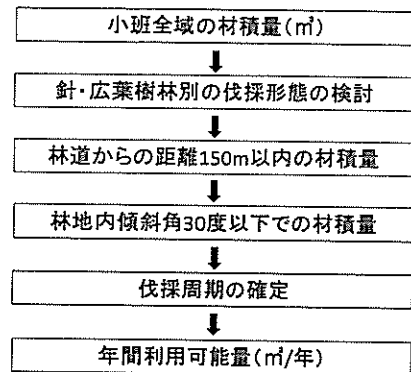 小班全域の材積量(㎥)
針・広葉樹林別の伐採形態の検討
林道からの距離150m以内の材積量
林地内傾斜角30度以下での材積量
伐採周期の確定
年間利用可能量(㎥/年)